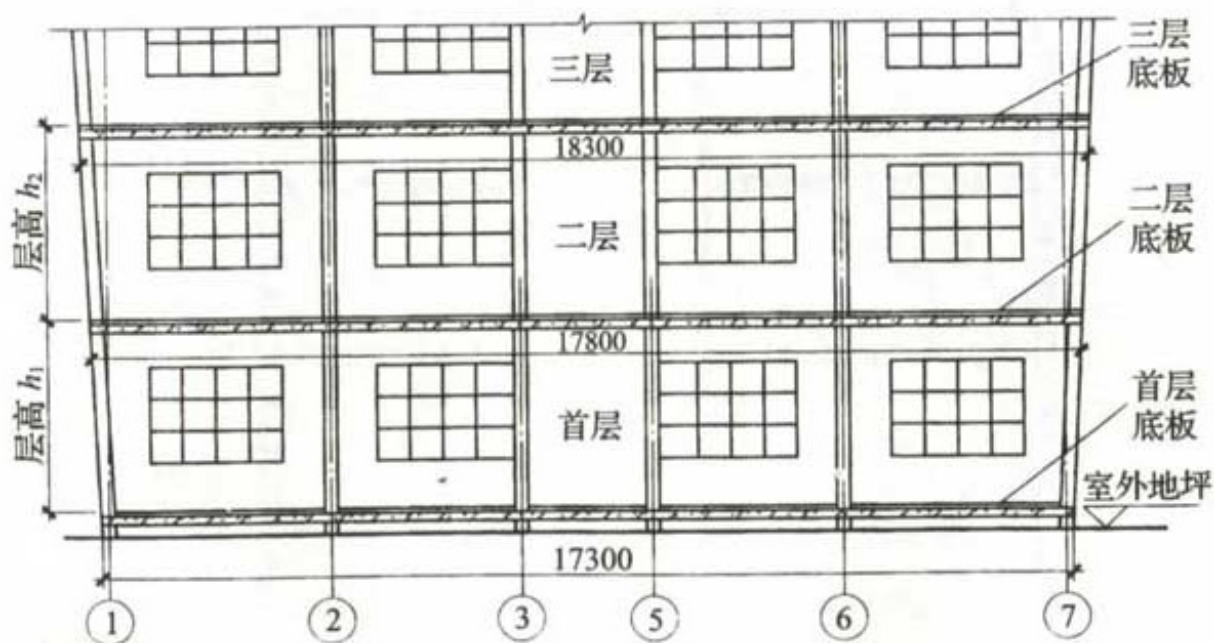 三层
三层
底板
18300
层高 h₂
二层
二层
底板
17800
层高 h₁
首层
首层
底板
室外地坪
17300
1
2
3
5
6
7